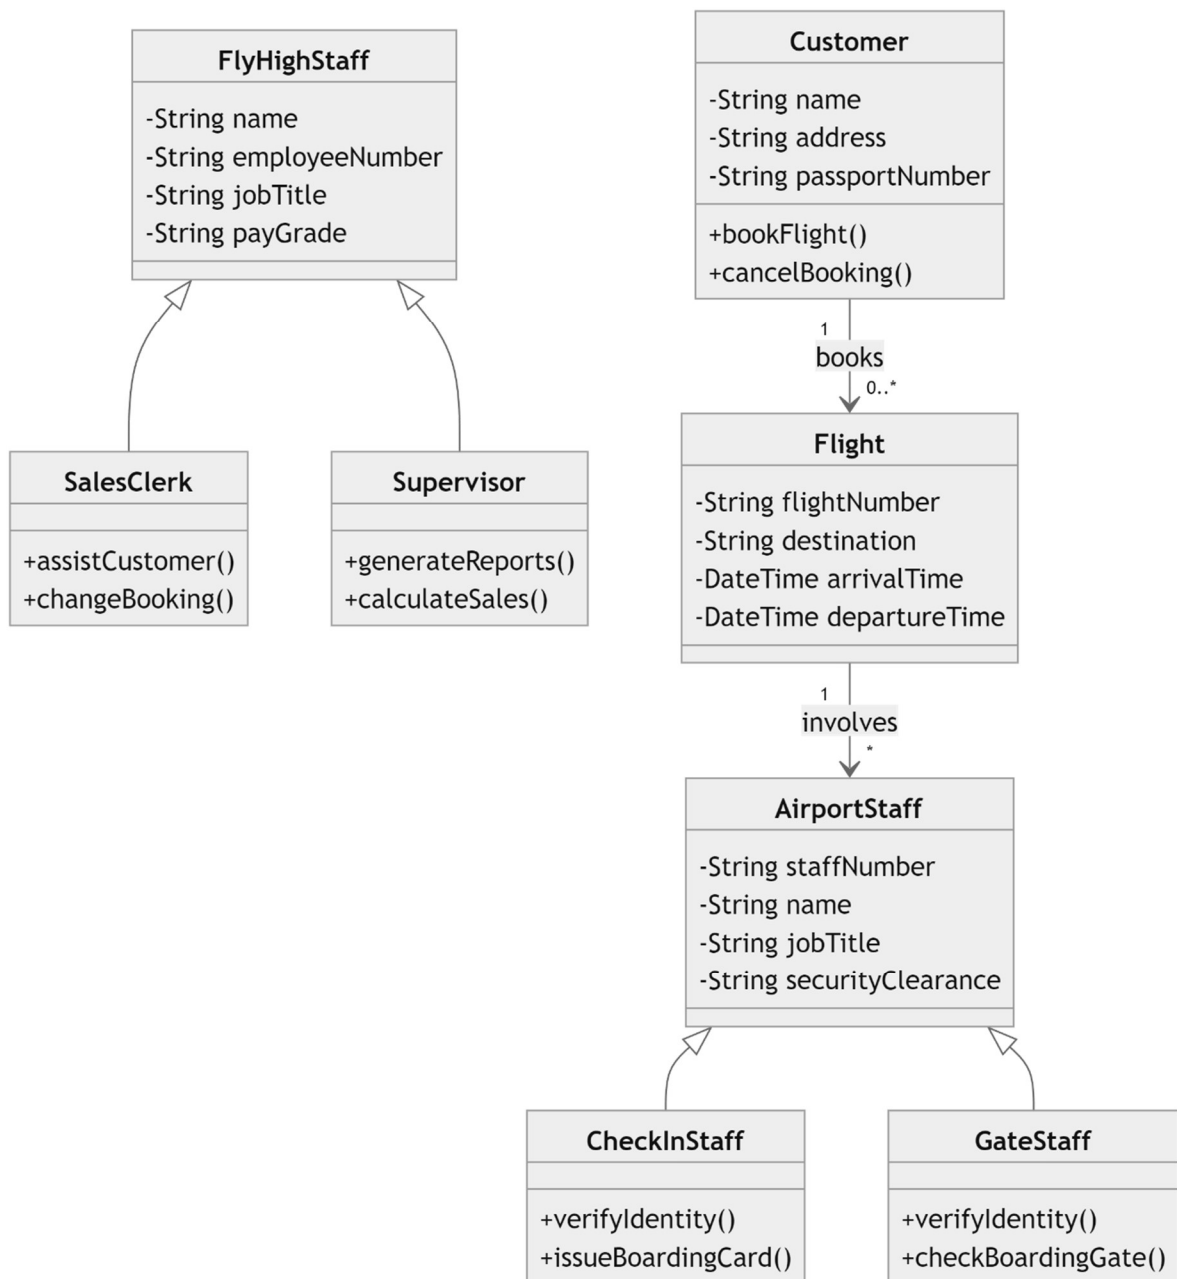 FlyHighStaff
-String name
-String employeeNumber
-String jobTitle
-String payGrade
Customer
-String name
-String address
-String passportNumber
+bookFlight()
+cancelBooking()
1
books
0..*
SalesClerk
+assistCustomer()
+changeBooking()
Supervisor
+generateReports()
+calculateSales()
Flight
-String flightNumber
-String destination
-DateTime arrivalTime
-DateTime departureTime
1
involves
*
AirportStaff
-String staffNumber
-String name
-String jobTitle
-String securityClearance
CheckInStaff
+verifyIdentity()
+issueBoardingCard()
GateStaff
+verifyIdentity()
+checkBoardingGate()